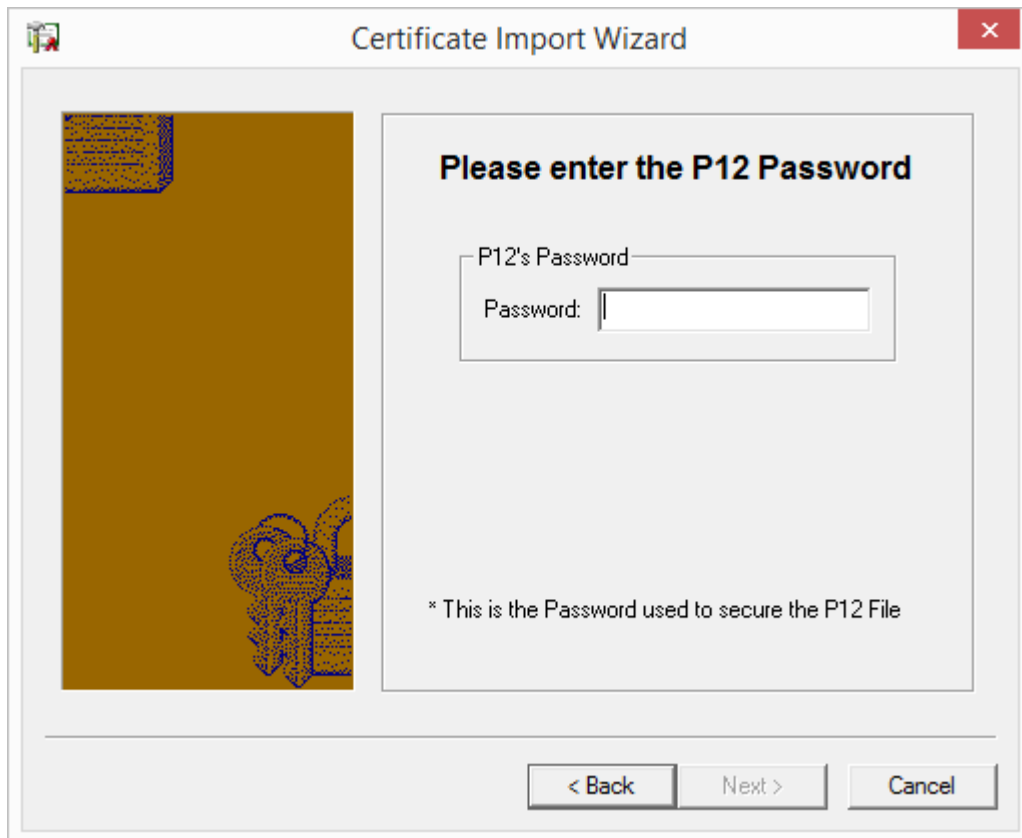 Certificate Import Wizard
Please enter the P12 Password
P12's Password
Password:
* This is the Password used to secure the P12 File
< Back
Next >
Cancel